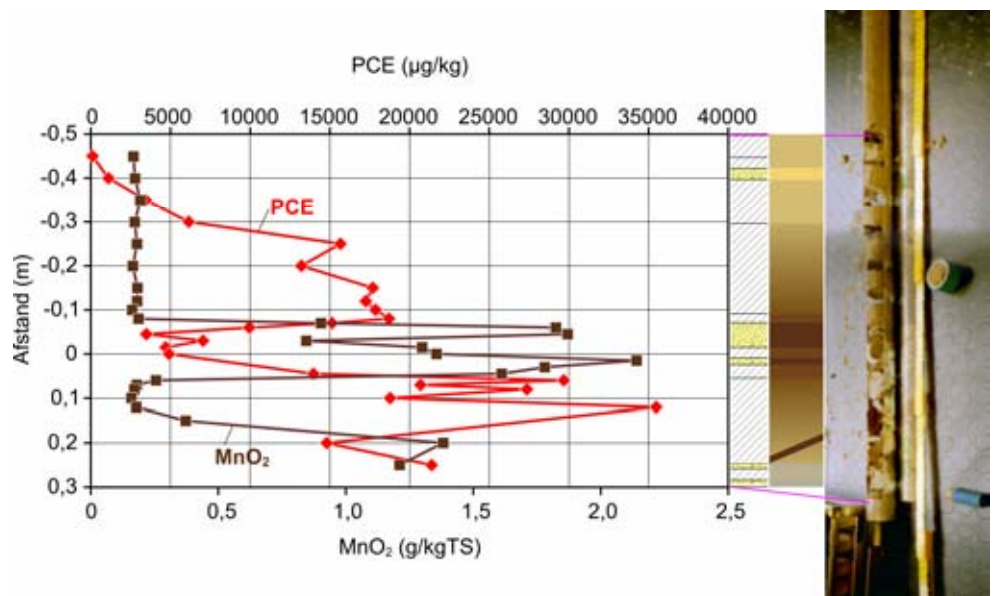 PCE (µg/kg)
0 5000 10000 15000 20000 25000 30000 35000 40000
-0,5
-0,4
-0,3
-0,2
-0,1
0
0,1
0,2
0,3
Afstand (m)
PCE
MnO₂
0 0,5 1,0 1,5 2,0 2,5
MnO₂ (g/kgTS)